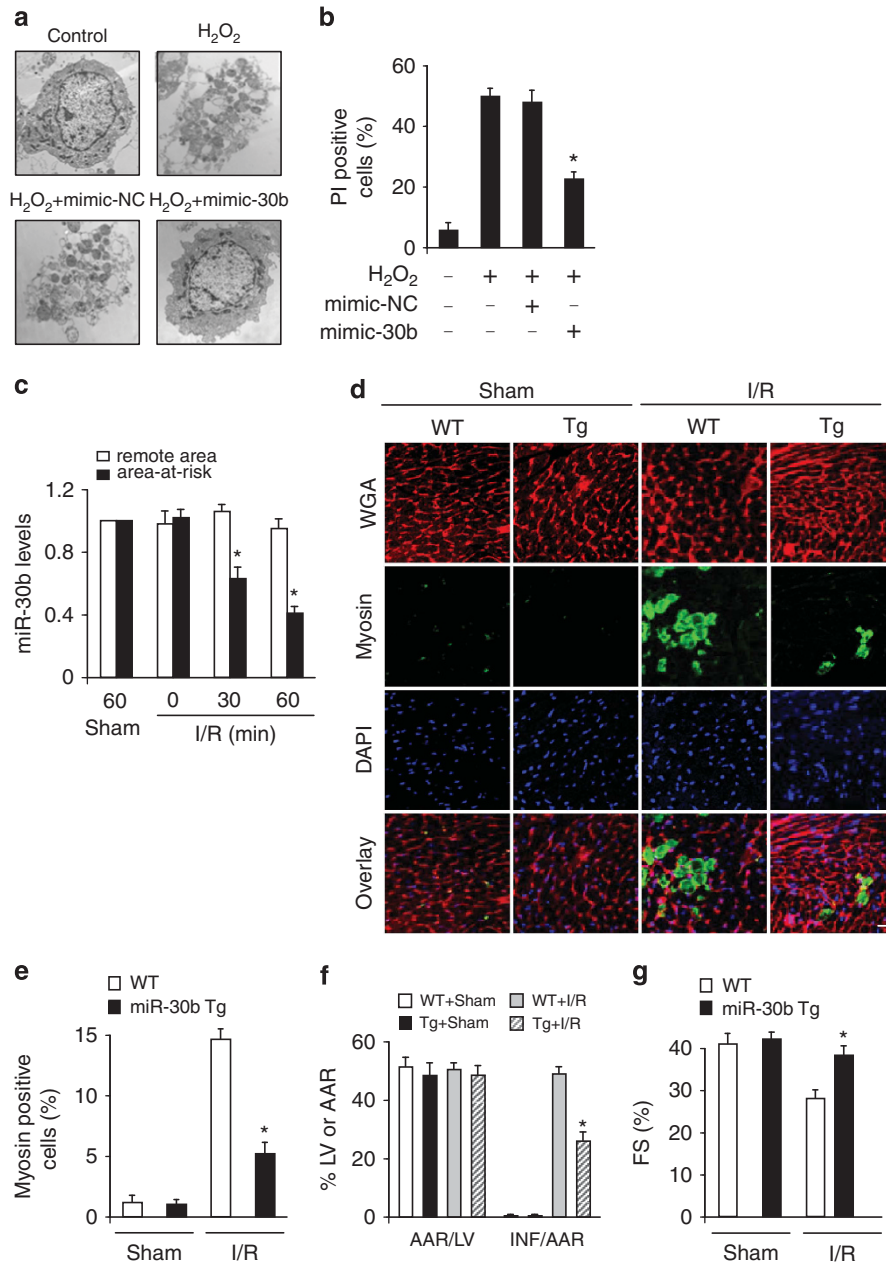 a
Control
H₂O₂
H₂O₂+mimic-NC
H₂O₂+mimic-30b
b
PI positive
cells (%)
60
40
20
0
H₂O₂ – + + +
mimic-NC – – + –
mimic-30b – – – +
*
c
remote area
area-at-risk
miR-30b levels
1.2
0.8
0.4
0
* *
60 0 30 60
Sham I/R (min)
d
Sham I/R
WT Tg WT Tg
WGA
Myosin
DAPI
Overlay
e
WT
miR-30b Tg
Myosin positive
cells (%)
15
10
5
0
*
Sham I/R
f
WT+Sham WT+I/R
Tg+Sham Tg+I/R
% LV or AAR
60
40
20
0
*
AAR/LV INF/AAR
g
WT
miR-30b Tg
FS (%)
40
30
20
10
0
*
Sham I/R